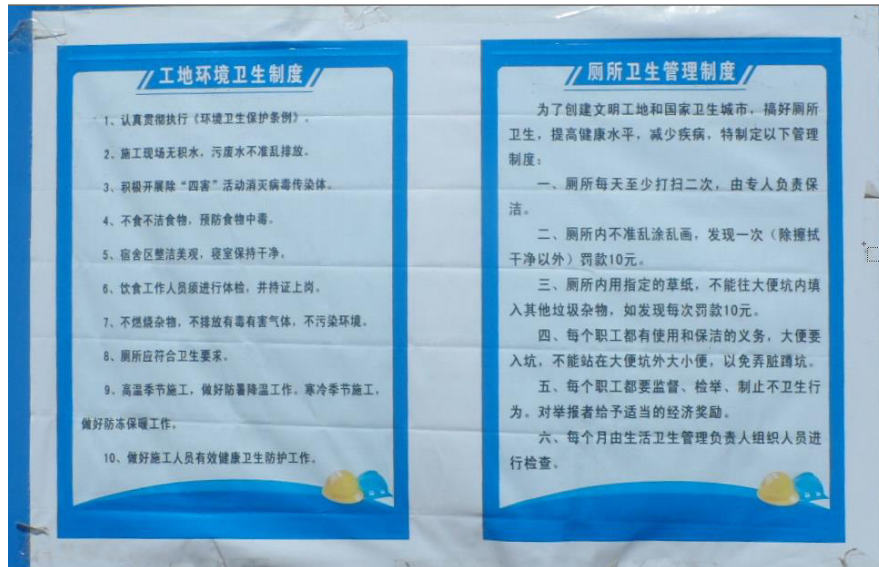 工地环境卫生制度
1、认真贯彻执行《环境卫生保护条例》。
2、施工现场无积水，污废水不准乱排放。
3、积极开展除“四害”活动消灭病毒传染体。
4、不食不洁食物，预防食物中毒。
5、宿舍区整洁美观，寝室保持干净。
6、饮食工作人员须进行体检，并持证上岗。
7、不燃烧杂物，不排放有毒有害气体，不污染环境。
8、厕所应符合卫生要求。
9、高温季节施工，做好防暑降温工作。寒冷季节施工，
做好防冻保暖工作。
10、做好施工人员有效健康卫生防护工作。
厕所卫生管理制度
为了创建文明工地和国家卫生城市，搞好厕所
卫生，提高健康水平，减少疾病，特制定以下管理
制度：
一、厕所每天至少打扫二次，由专人负责保
洁。
二、厕所内不准乱涂乱画，发现一次（除擦拭
干净以外）罚款10元。
三、厕所内用指定的草纸，不能往大便坑内填
入其他垃圾杂物，如发现每次罚款10元。
四、每个职工都有使用和保洁的义务，大便要
入坑，不能站在大便坑外大小便，以免弄脏蹲坑。
五、每个职工都要监督、检举、制止不卫生行
为。对举报者给予适当的经济奖励。
六、每个月由生活卫生管理负责人组织人员进
行检查。